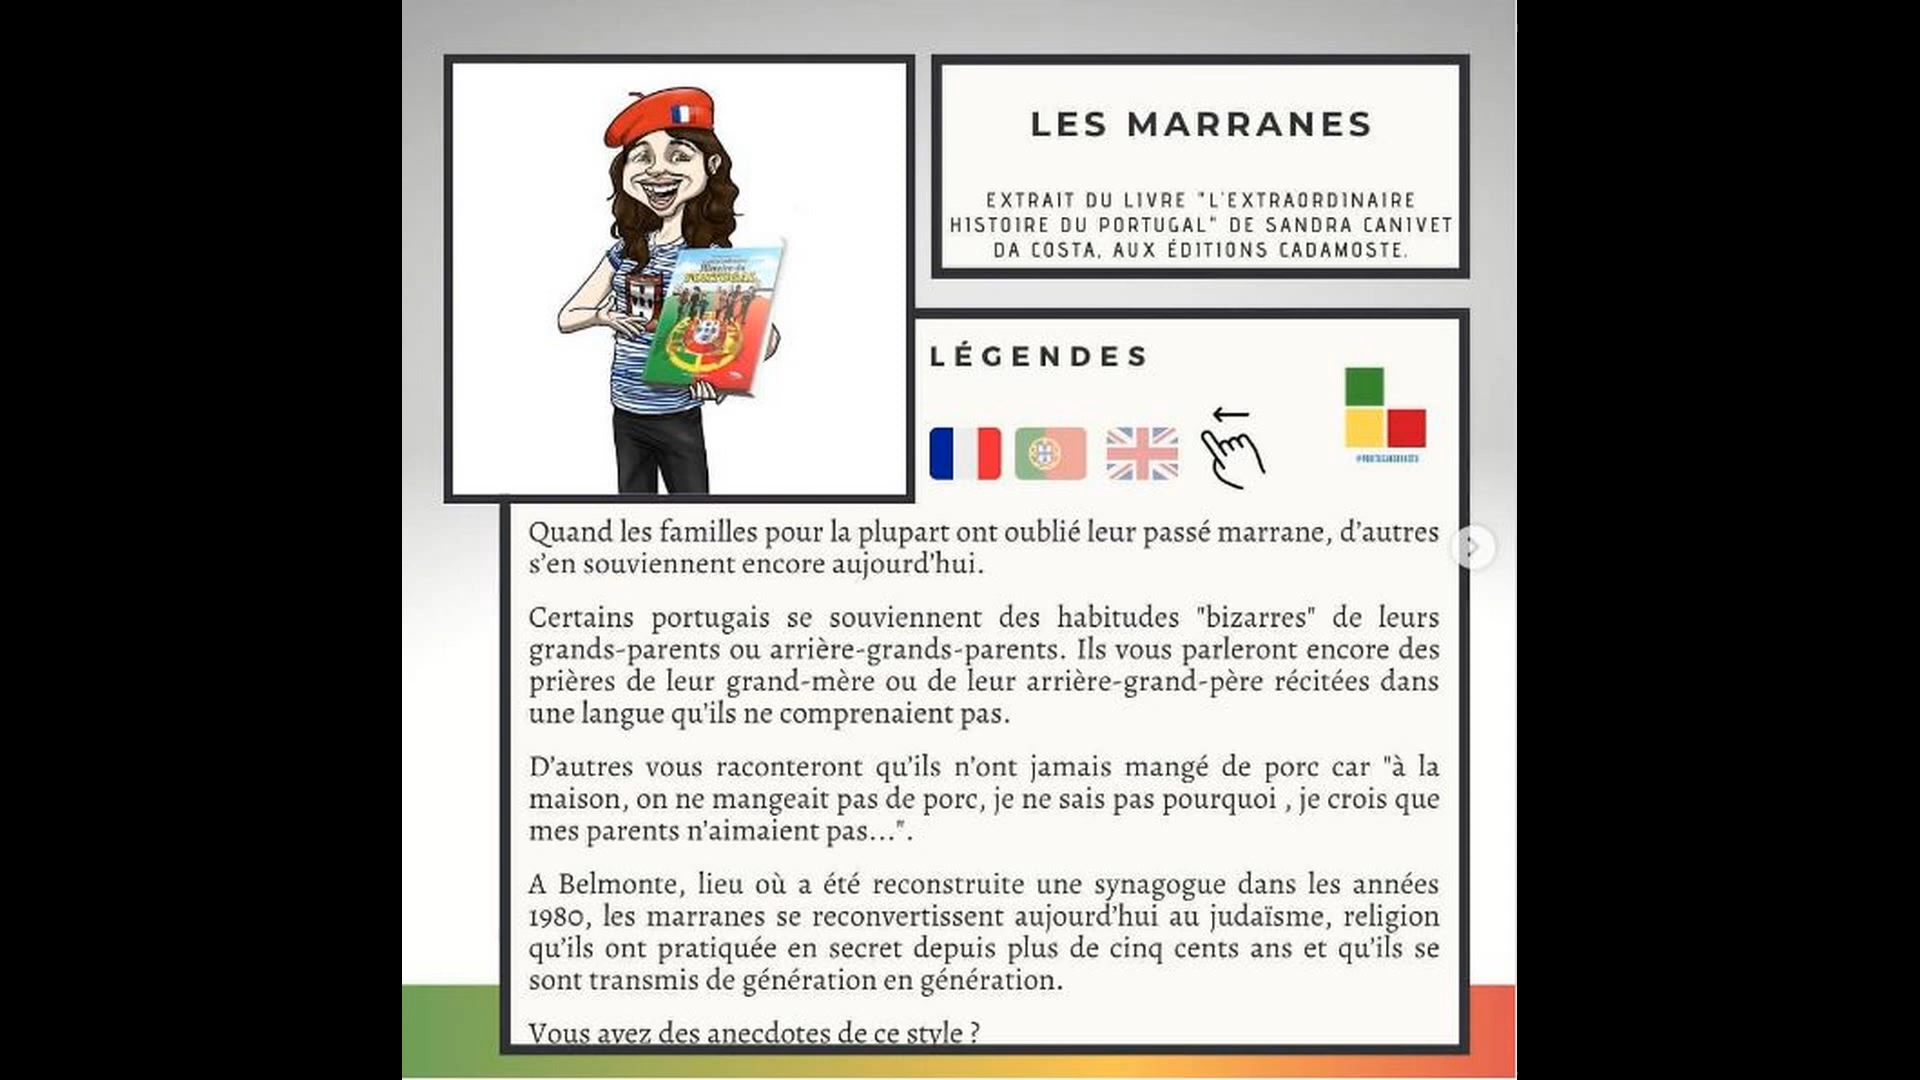 LES MARRANES
EXTRAIT DU LIVRE "L'EXTRAORDINAIRE
HISTOIRE DU PORTUGAL" DE SANDRA CANIVET
DA COSTA, AUX ÉDITIONS CADAMOSTE.
Histoire du
PORTUGAL
LÉGENDES
Quand les familles pour la plupart ont oublié leur passé marrane, d'autres
s'en souviennent encore aujourd'hui.
Certains portugais se souviennent des habitudes "bizarres" de leurs
grands-parents ou arrière-grands-parents. Ils vous parleront encore des
prières de leur grand-mère ou de leur arrière-grand-père récitées dans
une langue qu'ils ne comprenaient pas.
D'autres vous raconteront qu'ils n'ont jamais mangé de porc car "à la
maison, on ne mangeait pas de porc, je ne sais pas pourquoi , je crois que
mes parents n'aimaient pas...".
A Belmonte, lieu où a été reconstruite une synagogue dans les années
1980, les marranes se reconvertissent aujourd'hui au judaïsme, religion
qu'ils ont pratiquée en secret depuis plus de cinq cents ans et qu'ils se
sont transmis de génération en génération.
Vous avez des anecdotes de ce style ?